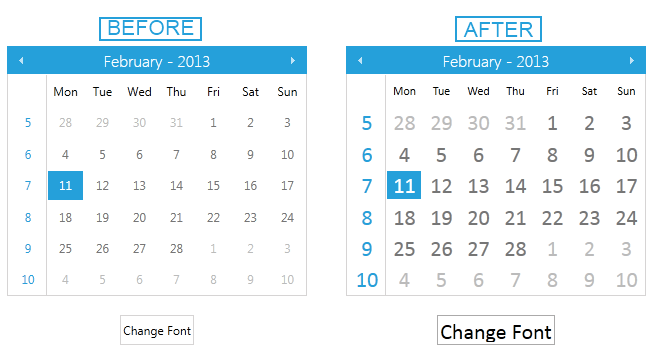 BEFORE
February - 2013
Mon Tue Wed Thu Fri Sat Sun
5 28 29 30 31 1 2 3
6 4 5 6 7 8 9 10
7 11 12 13 14 15 16 17
8 18 19 20 21 22 23 24
9 25 26 27 28 1 2 3
10 4 5 6 7 8 9 10
Change Font
AFTER
February - 2013
Mon Tue Wed Thu Fri Sat Sun
5 28 29 30 31 1 2 3
6 4 5 6 7 8 9 10
7 11 12 13 14 15 16 17
8 18 19 20 21 22 23 24
9 25 26 27 28 1 2 3
10 4 5 6 7 8 9 10
Change Font